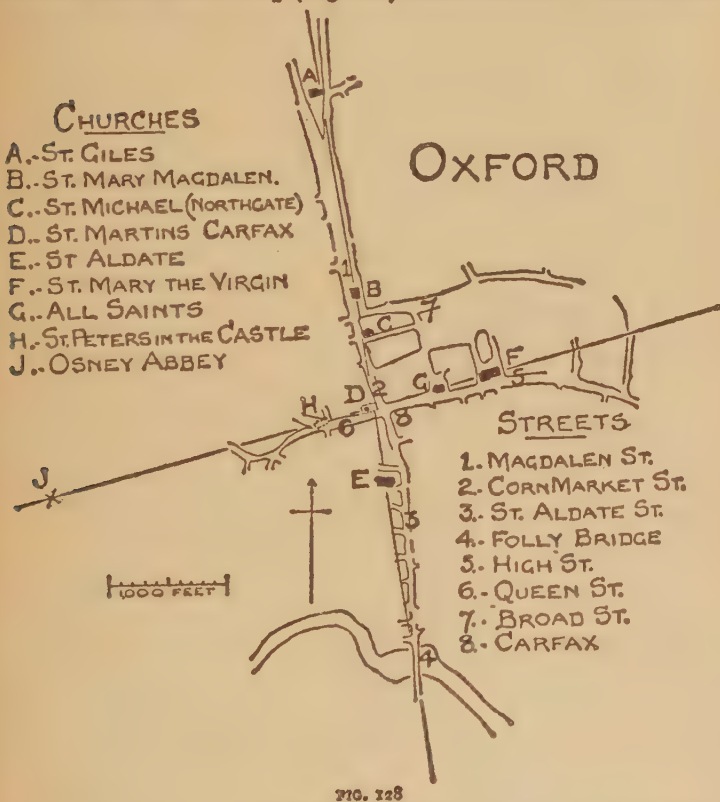 OXFORD
CHURCHES
A.-ST. GILES
B.-ST. MARY MAGDALEN.
C.-ST. MICHAEL (NORTHGATE)
D.-ST. MARTINS CARFAX
E.-ST ALDATE
F.-ST. MARY THE VIRGIN
G.-ALL SAINTS
H.-ST. PETERS IN THE CASTLE
J.-OSNEY ABBEY
A
1
B
7
C
D
2
G
F
5
H
6
8
J
E
3
4
STREETS
1. MAGDALEN ST.
2. CORNMARKET ST.
3. ST. ALDATE ST.
4. FOLLY BRIDGE
5. HIGH ST.
6. QUEEN ST.
7. BROAD ST.
8. CARFAX
1,000 FEET
FIG. 128